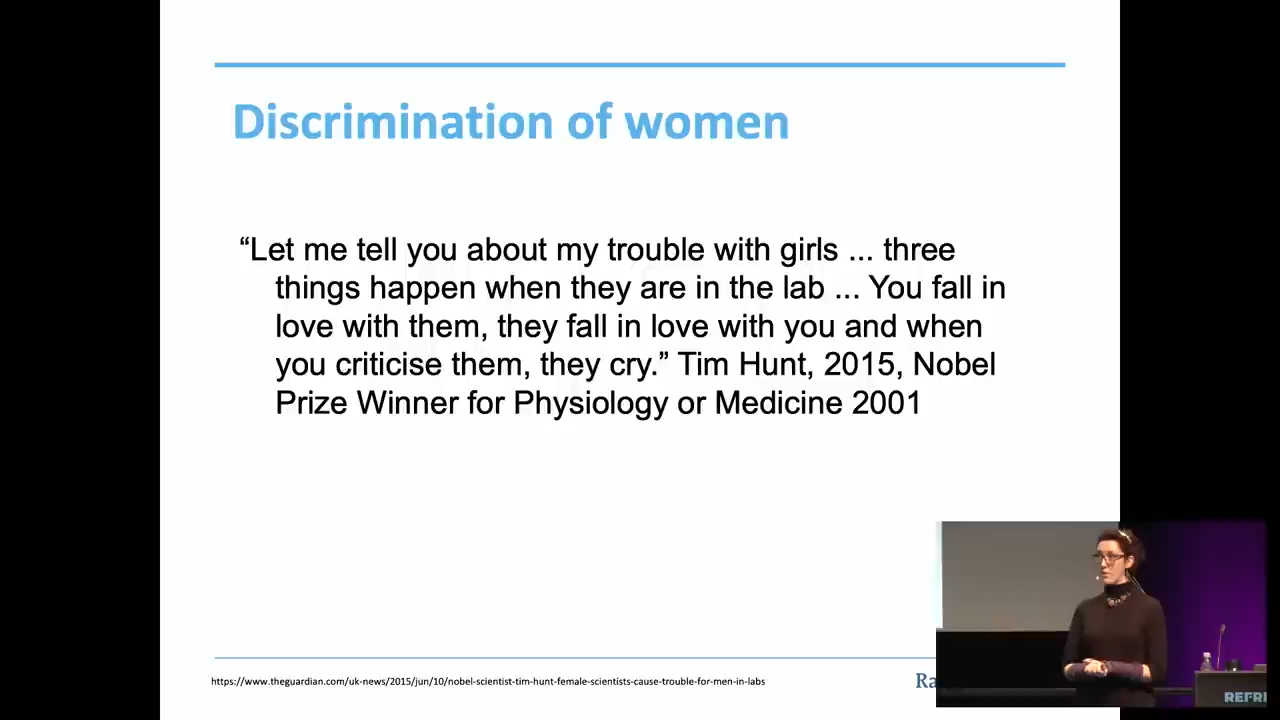 Discrimination of women
“Let me tell you about my trouble with girls ... three
things happen when they are in the lab ... You fall in
love with them, they fall in love with you and when
you criticise them, they cry.” Tim Hunt, 2015, Nobel
Prize Winner for Physiology or Medicine 2001
https://www.theguardian.com/uk-news/2015/jun/10/nobel-scientist-tim-hunt-female-scientists-cause-trouble-for-men-in-labs
Ra
REFR